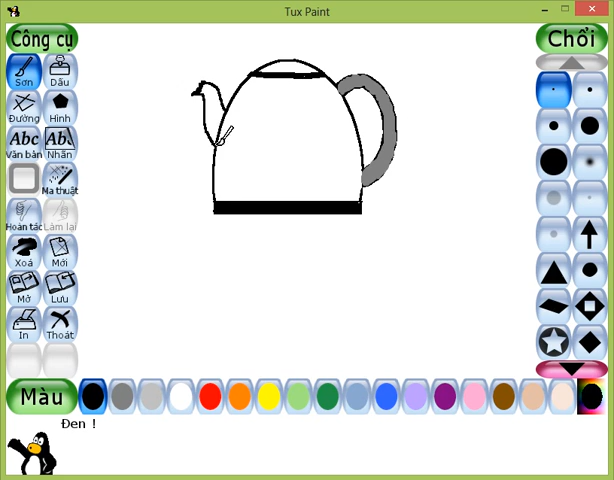 Tux Paint
Công cụ
Chổi
Sơn
Dấu
Đường
Hình
Abc
Văn bản
Abc
Nhãn
Ma thuật
Hoàn tác
Làm lại
Xoá
Mới
Mở
Lưu
In
Thoát
Màu
Đen !